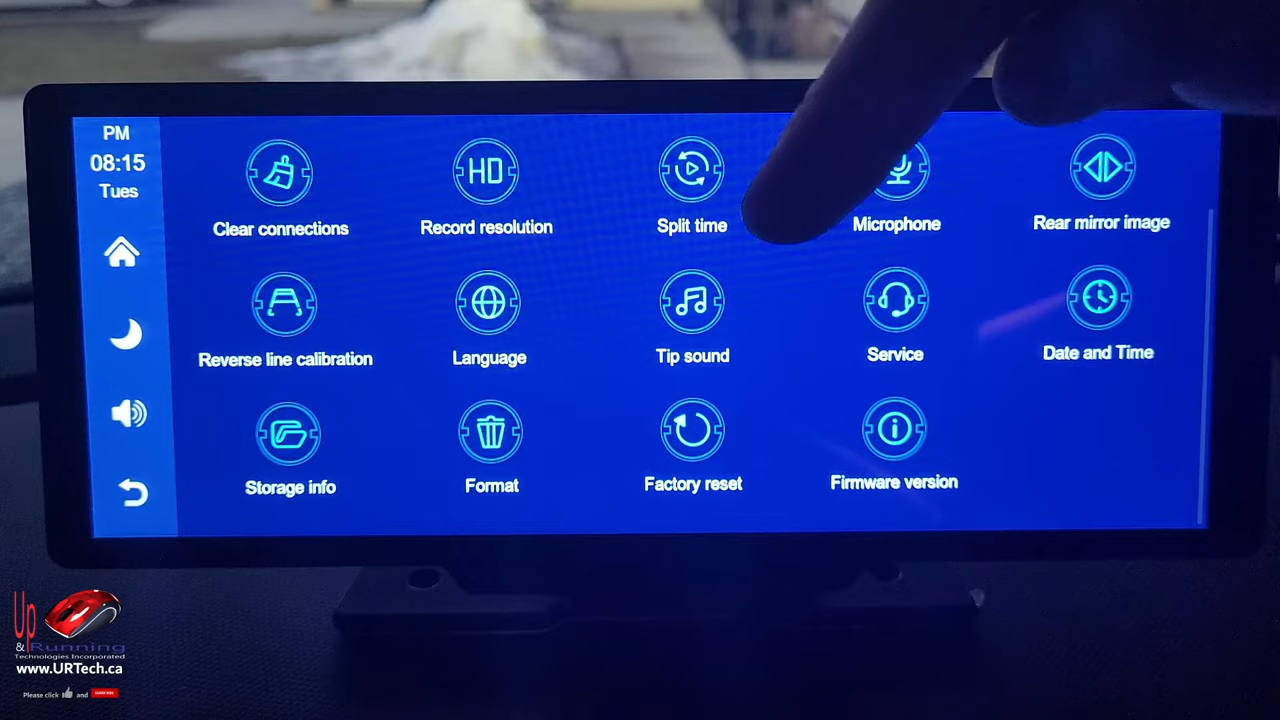 PM
08:15
Tues
Clear connections
HD
Record resolution
Split time
Microphone
Rear mirror image
Reverse line calibration
Language
Tip sound
Service
Date and Time
Storage info
Format
Factory reset
Firmware version
Up
& Running
Technologies Incorporated
www.URTech.ca
Please click and SUBSCRIBE